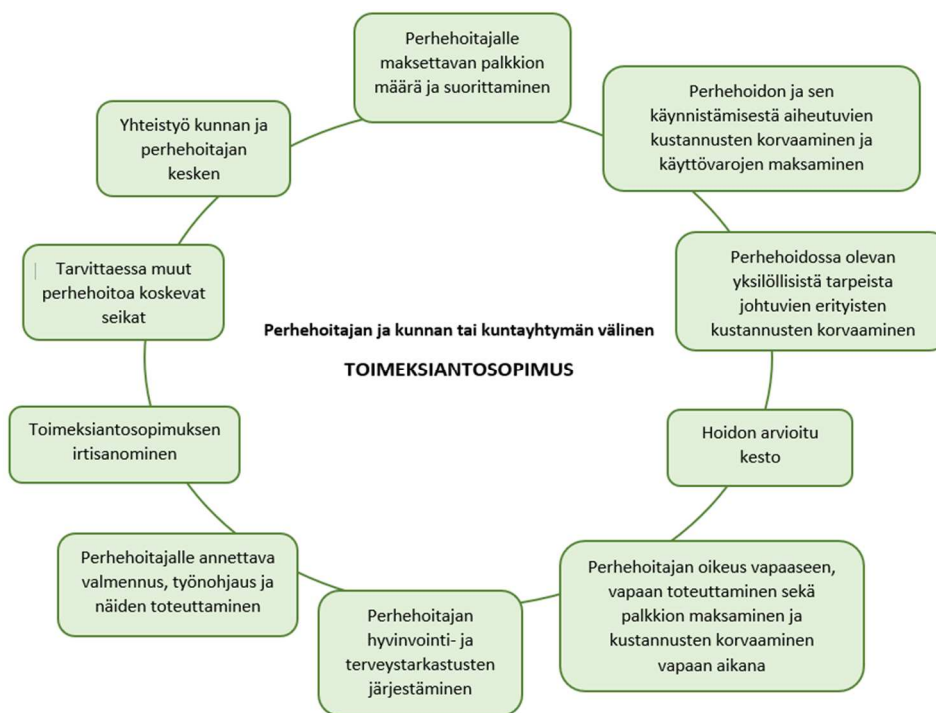 Perhehoitajalle
maksettavan palkkion
määrä ja suorittaminen
Perhehoidon ja sen
käynnistämisestä aiheutuvien
kustannusten korvaaminen ja
käyttövarojen maksaminen
Perhehoidossa olevan
yksilöllisistä tarpeista
johtuvien erityisten
kustannusten korvaaminen
Hoidon arvioitu
kesto
Perhehoitajan oikeus vapaaseen,
vapaan toteuttaminen sekä
palkkion maksaminen ja
kustannusten korvaaminen
vapaan aikana
Perhehoitajan
hyvinvointi- ja
terveystarkastusten
järjestäminen
Perhehoitajalle annettava
valmennus, työnohjaus ja
näiden toteuttaminen
Toimeksiantosopimuksen
irtisanominen
Tarvittaessa muut
perhehoitoa koskevat
seikat
Yhteistyö kunnan ja
perhehoitajan
kesken
Perhehoitajan ja kunnan tai kuntayhtymän välinen
TOIMEKSIANTOSOPIMUS